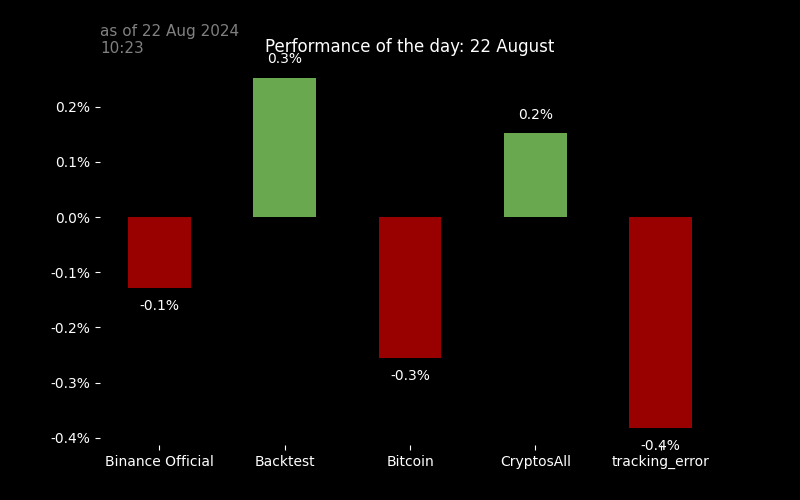 as of 22 Aug 2024
10:23
Performance of the day: 22 August
0.3%
0.2%
0.2%
0.1%
0.0%
-0.1%
-0.1%
-0.2%
-0.3%
-0.3%
-0.4%
-0.4%
Binance Official
Backtest
Bitcoin
CryptosAll
tracking_error